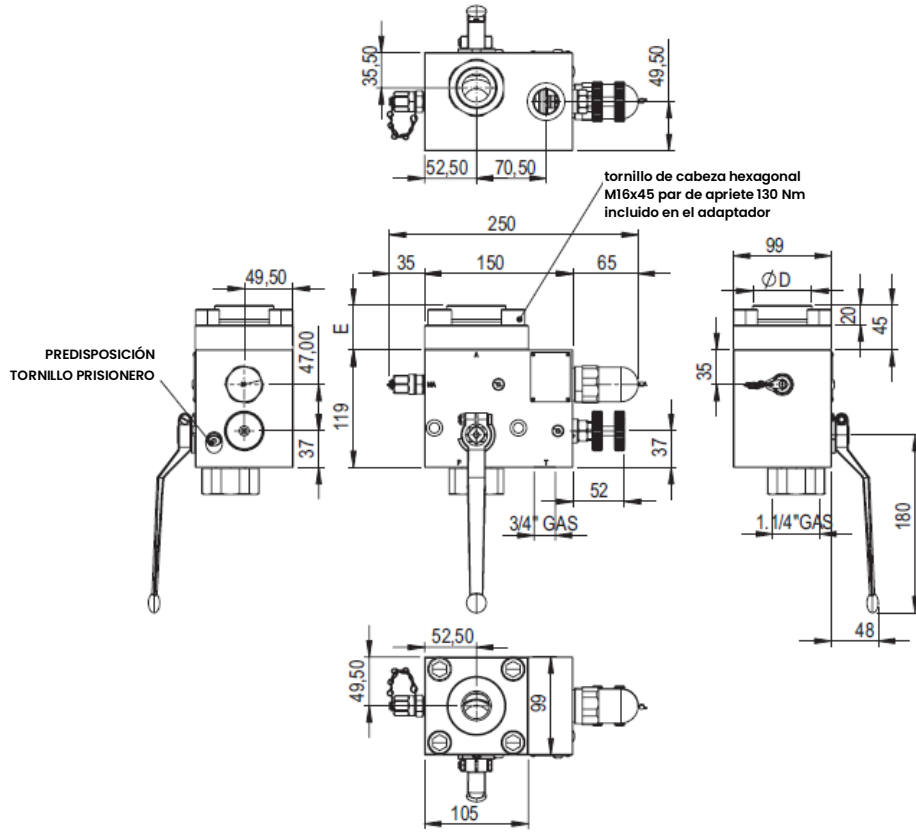 35,50
49,50
52,50
70,50
tornillo de cabeza hexagonal
M16x45 par de apriete 130 Nm
incluido en el adaptador
250
35
150
65
99
ØD
20
45
49,50
47,00
37
PREDISPOSICIÓN
TORNILLO PRISIONERO
E
119
A
MA
P
T
37
52
3/4" GAS
35
1.1/4"GAS
180
48
52,50
49,50
99
105